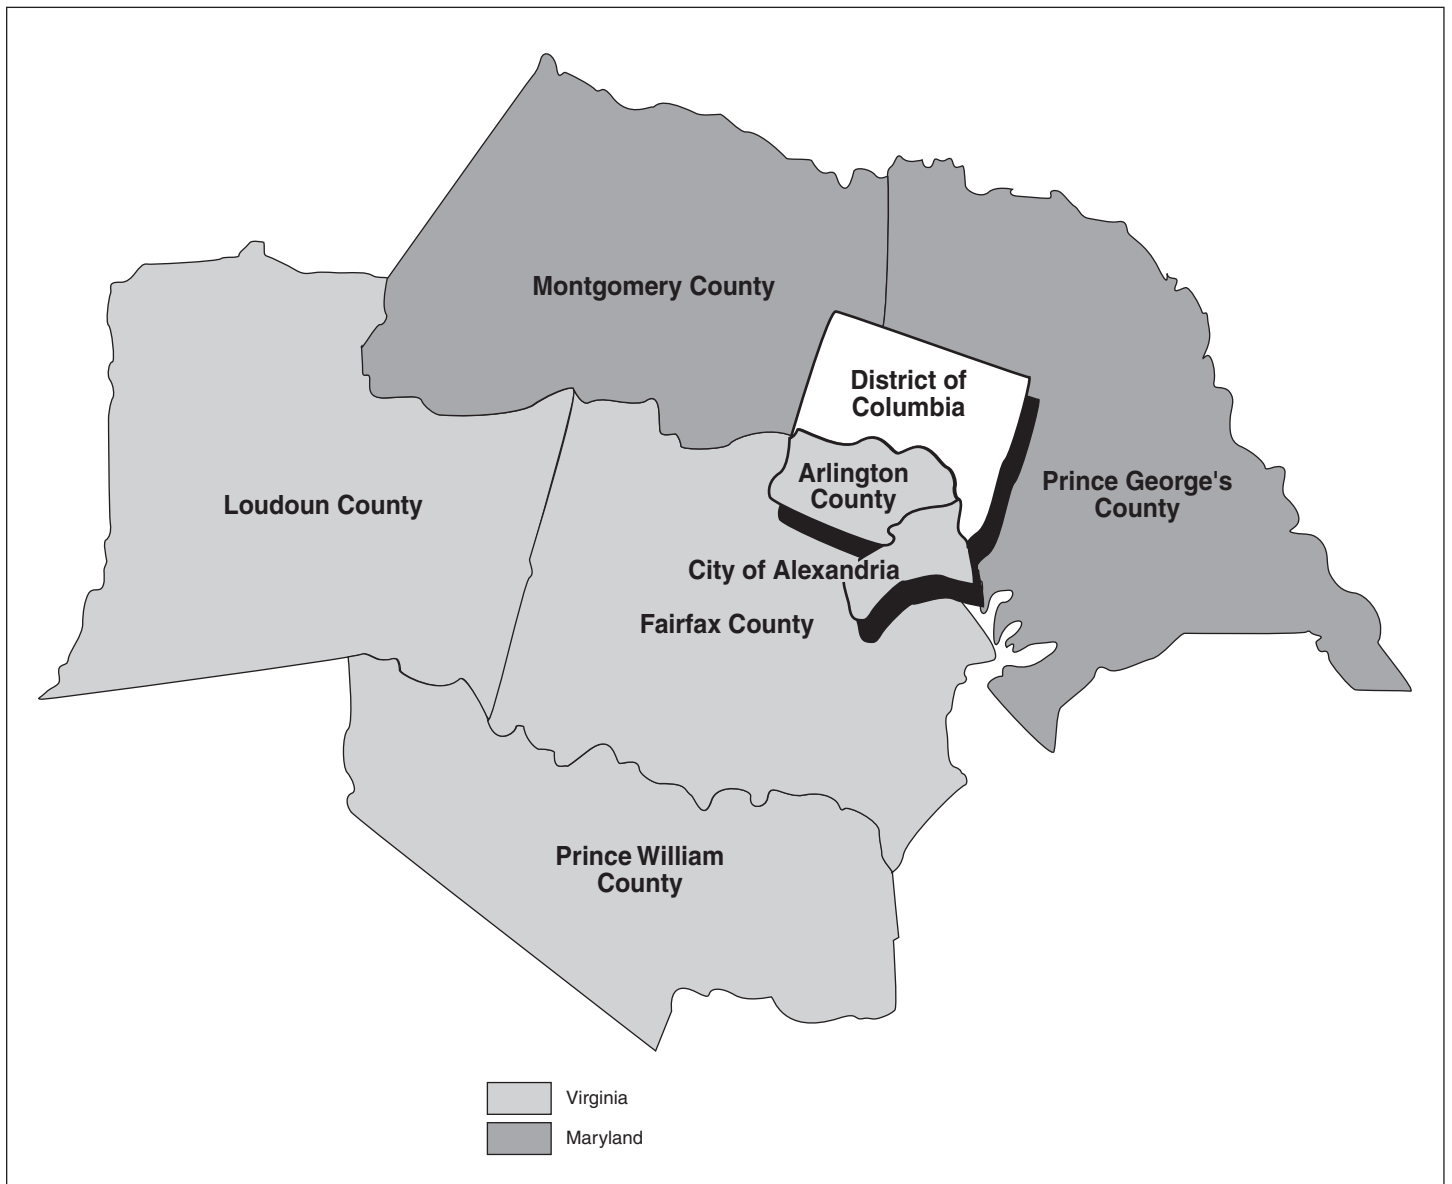 Montgomery County
District of
Columbia
Arlington
County
Prince George's
County
Loudoun County
City of Alexandria
Fairfax County
Prince William
County
Virginia
Maryland